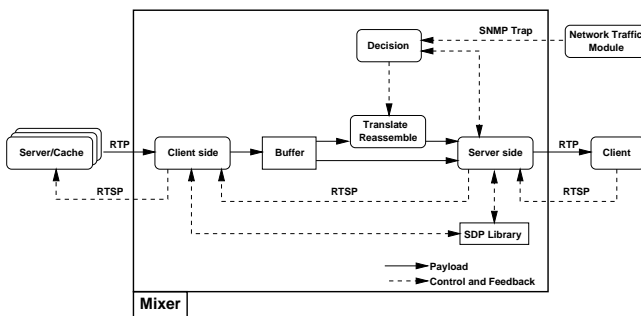 SNMP Trap
Decision
Network Traffic
Module
Translate
Reassemble
Server/Cache
RTP
Client side
Buffer
Server side
RTP
Client
RTSP
RTSP
RTSP
SDP Library
Payload
Control and Feedback
Mixer